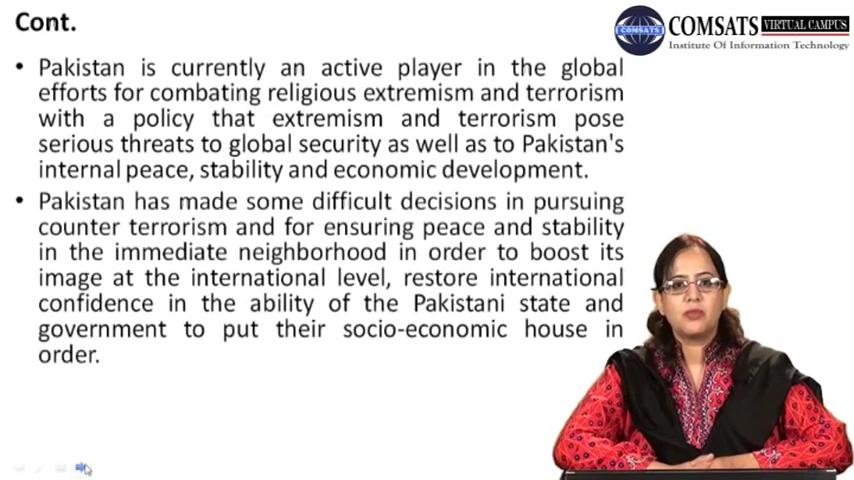 Cont.
COMSATS VIRTUAL CAMPUS
Institute Of Information Technology
• Pakistan is currently an active player in the global
efforts for combating religious extremism and terrorism
with a policy that extremism and terrorism pose
serious threats to global security as well as to Pakistan's
internal peace, stability and economic development.
• Pakistan has made some difficult decisions in pursuing
counter terrorism and for ensuring peace and stability
in the immediate neighborhood in order to boost its
image at the international level, restore international
confidence in the ability of the Pakistani state and
government to put their socio-economic house in
order.